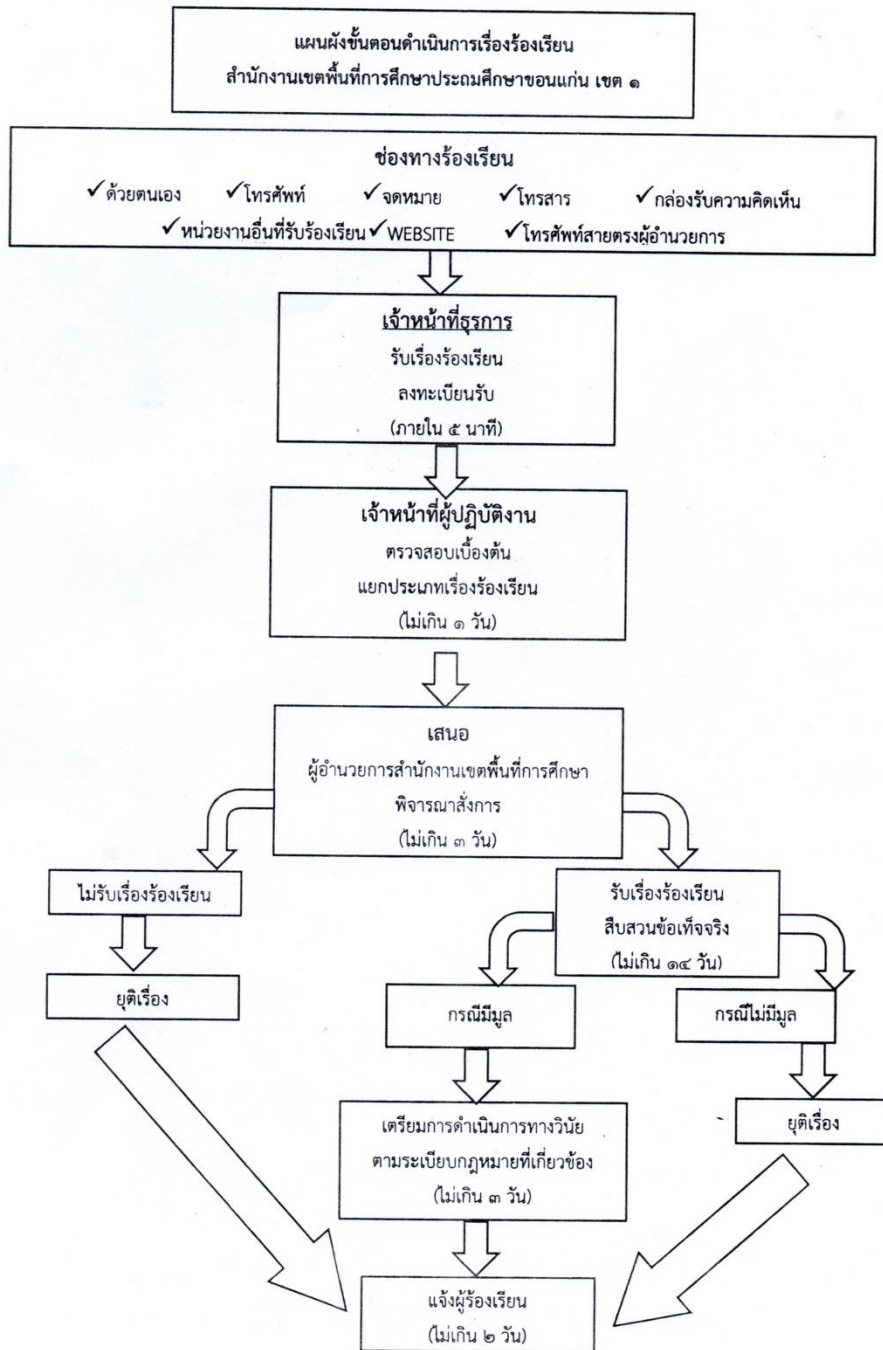 แผนผังขั้นตอนดำเนินการเรื่องร้องเรียน
สำนักงานเขตพื้นที่การศึกษาประถมศึกษาขอนแก่น เขต ๑
ช่องทางร้องเรียน
✓ด้วยตนเอง ✓โทรศัพท์ ✓จดหมาย ✓โทรสาร ✓กล่องรับความคิดเห็น
✓หน่วยงานอื่นที่รับร้องเรียน ✓WEBSITE ✓โทรศัพท์สายตรงผู้อำนวยการ
เจ้าหน้าที่ธุรการ
รับเรื่องร้องเรียน
ลงทะเบียนรับ
(ภายใน ๕ นาที)
เจ้าหน้าที่ผู้ปฏิบัติงาน
ตรวจสอบเบื้องต้น
แยกประเภทเรื่องร้องเรียน
(ไม่เกิน ๑ วัน)
เสนอ
ผู้อำนวยการสำนักงานเขตพื้นที่การศึกษา
พิจารณาสั่งการ
(ไม่เกิน ๓ วัน)
ไม่รับเรื่องร้องเรียน
ยุติเรื่อง
รับเรื่องร้องเรียน
สืบสวนข้อเท็จจริง
(ไม่เกิน ๑๔ วัน)
กรณีมีมูล
กรณีไม่มีมูล
เตรียมการดำเนินการทางวินัย
ตามระเบียบกฎหมายที่เกี่ยวข้อง
(ไม่เกิน ๓ วัน)
ยุติเรื่อง
แจ้งผู้ร้องเรียน
(ไม่เกิน ๒ วัน)